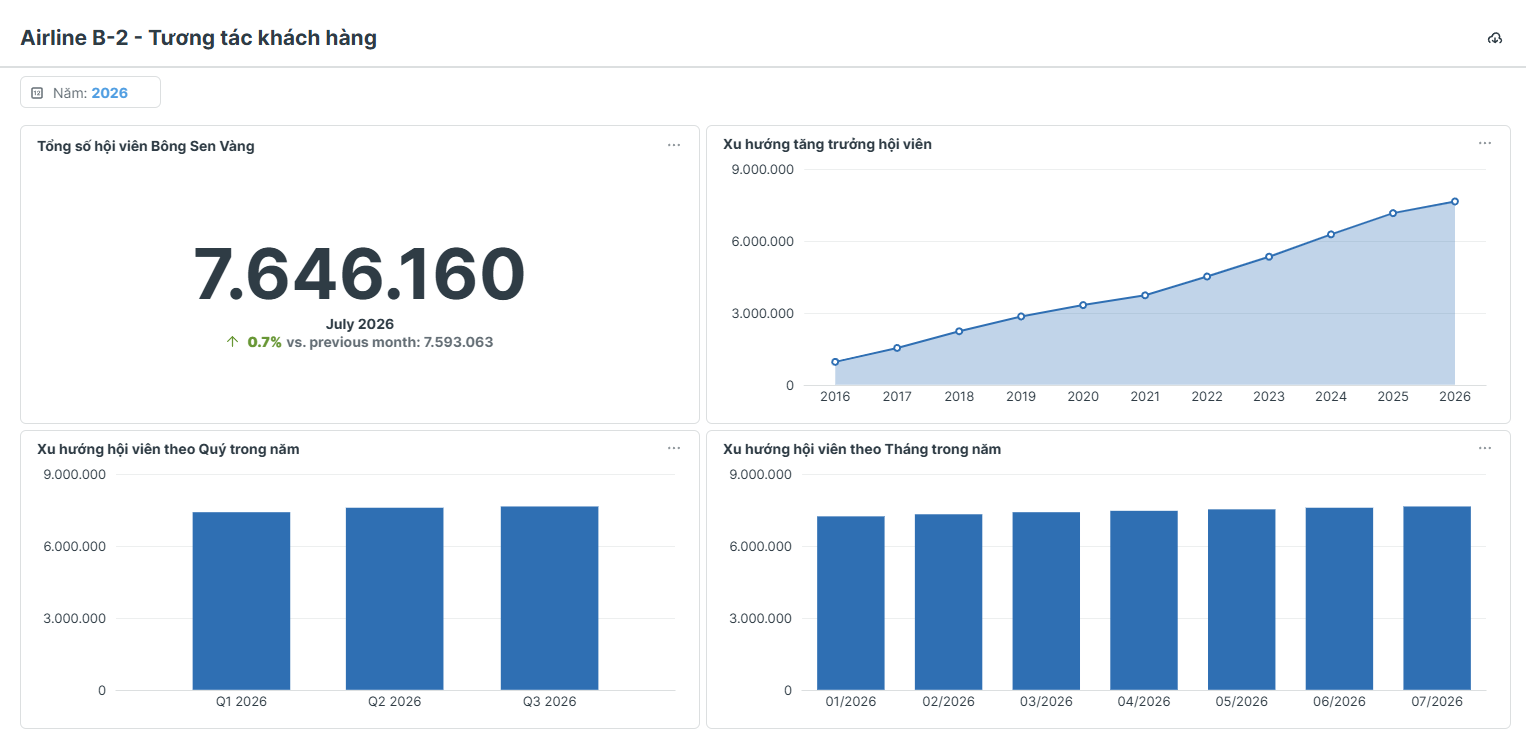 Airline B-2 - Tương tác khách hàng
12 Năm: 2026
Tổng số hội viên Bông Sen Vàng
7.646.160
July 2026
↑ 0.7% vs. previous month: 7.593.063
Xu hướng tăng trưởng hội viên
9.000.000
6.000.000
3.000.000
0
2016 2017 2018 2019 2020 2021 2022 2023 2024 2025 2026
Xu hướng hội viên theo Quý trong năm
9.000.000
6.000.000
3.000.000
0
Q1 2026 Q2 2026 Q3 2026
Xu hướng hội viên theo Tháng trong năm
9.000.000
6.000.000
3.000.000
0
01/2026 02/2026 03/2026 04/2026 05/2026 06/2026 07/2026